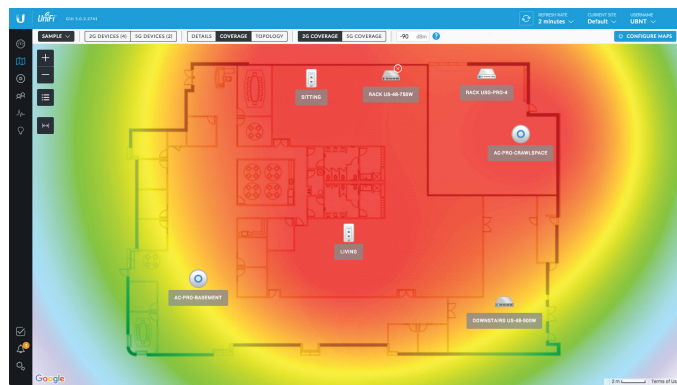 UniFi
REFRESH RATE
2 minutes
CURRENT SITE
Default
USERNAME
UBNT
SAMPLE
2G DEVICES (4)
5G DEVICES (2)
DETAILS
COVERAGE
TOPOLOGY
2G COVERAGE
5G COVERAGE
-90 dBm
?
CONFIGURE MAPS
SITTING
RACK US-48-750W
RACK USG-PRO-4
AC-PRO-CRAWLSPACE
LIVING
AC-PRO-BASEMENT
DOWNSTAINS US-48-500W
Google
2 m
Terms of Us